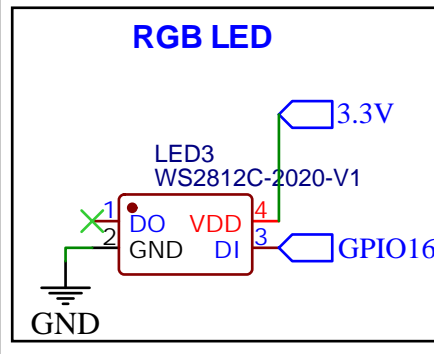 RGB LED
3.3V
LED3
WS2812C-2020-V1
1 DO VDD 4
2 GND DI 3 GPIO16
GND